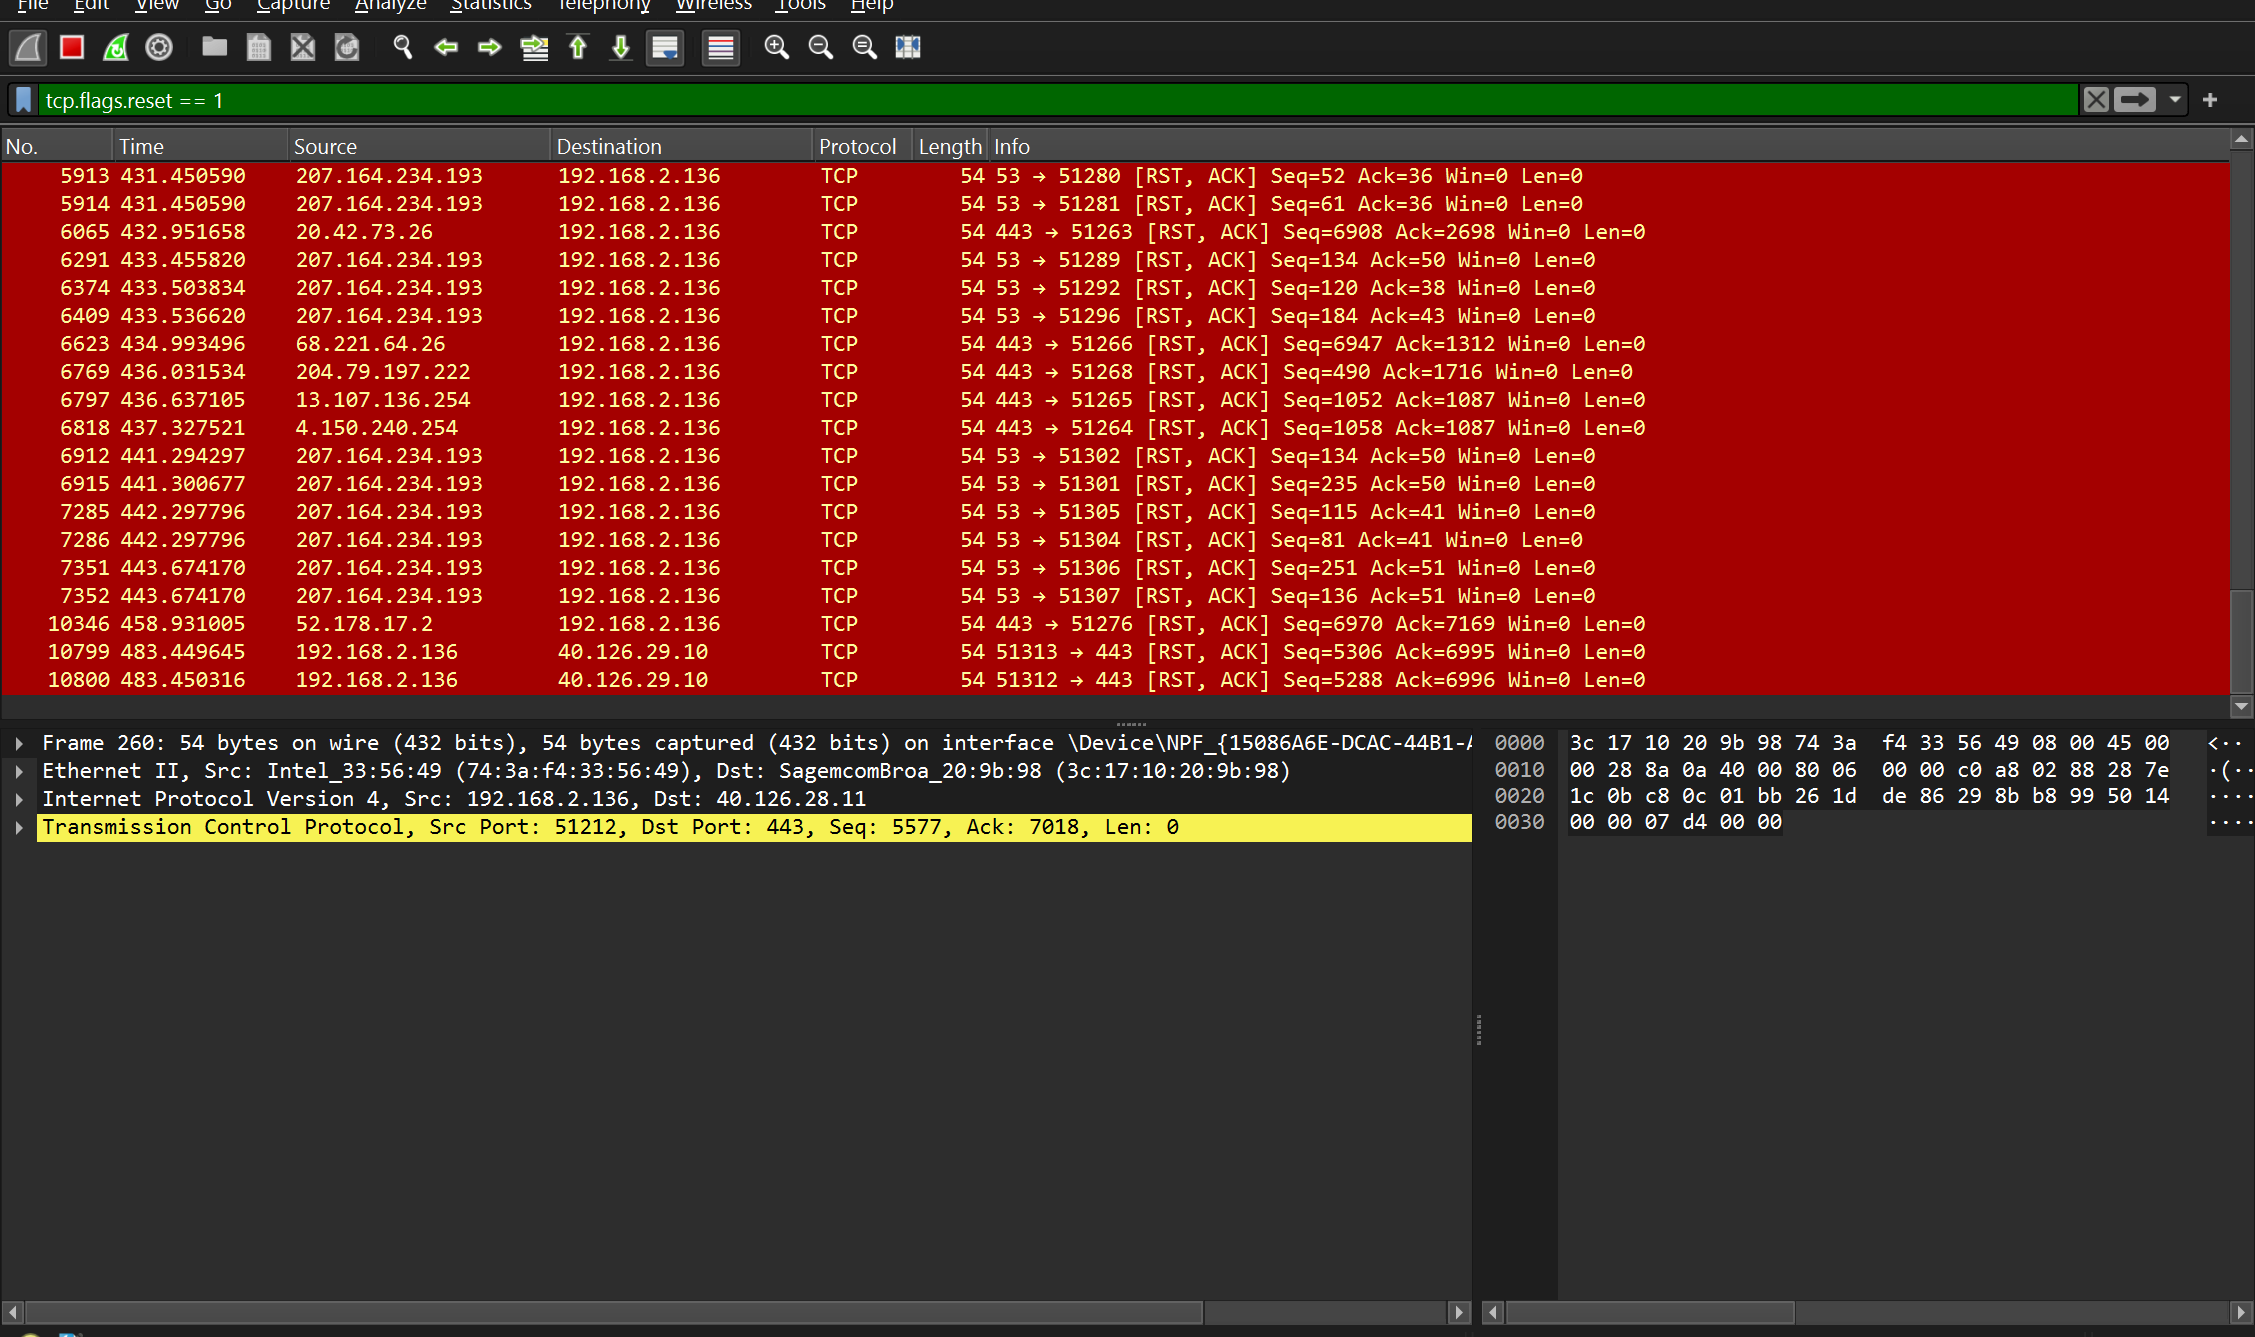 File Edit View Go Capture Analyze Statistics Telephony Wireless Tools Help
tcp.flags.reset == 1
No. Time Source Destination Protocol Length Info
5913 431.450590 207.164.234.193 192.168.2.136 TCP 54 53 → 51280 [RST, ACK] Seq=52 Ack=36 Win=0 Len=0
5914 431.450590 207.164.234.193 192.168.2.136 TCP 54 53 → 51281 [RST, ACK] Seq=61 Ack=36 Win=0 Len=0
6065 432.951658 20.42.73.26 192.168.2.136 TCP 54 443 → 51263 [RST, ACK] Seq=6908 Ack=2698 Win=0 Len=0
6291 433.455820 207.164.234.193 192.168.2.136 TCP 54 53 → 51289 [RST, ACK] Seq=134 Ack=50 Win=0 Len=0
6374 433.503834 207.164.234.193 192.168.2.136 TCP 54 53 → 51292 [RST, ACK] Seq=120 Ack=38 Win=0 Len=0
6409 433.536620 207.164.234.193 192.168.2.136 TCP 54 53 → 51296 [RST, ACK] Seq=184 Ack=43 Win=0 Len=0
6623 434.993496 68.221.64.26 192.168.2.136 TCP 54 443 → 51266 [RST, ACK] Seq=6947 Ack=1312 Win=0 Len=0
6769 436.031534 204.79.197.222 192.168.2.136 TCP 54 443 → 51268 [RST, ACK] Seq=490 Ack=1716 Win=0 Len=0
6797 436.637105 13.107.136.254 192.168.2.136 TCP 54 443 → 51265 [RST, ACK] Seq=1052 Ack=1087 Win=0 Len=0
6818 437.327521 4.150.240.254 192.168.2.136 TCP 54 443 → 51264 [RST, ACK] Seq=1058 Ack=1087 Win=0 Len=0
6912 441.294297 207.164.234.193 192.168.2.136 TCP 54 53 → 51302 [RST, ACK] Seq=134 Ack=50 Win=0 Len=0
6915 441.300677 207.164.234.193 192.168.2.136 TCP 54 53 → 51301 [RST, ACK] Seq=235 Ack=50 Win=0 Len=0
7285 442.297796 207.164.234.193 192.168.2.136 TCP 54 53 → 51305 [RST, ACK] Seq=115 Ack=41 Win=0 Len=0
7286 442.297796 207.164.234.193 192.168.2.136 TCP 54 53 → 51304 [RST, ACK] Seq=81 Ack=41 Win=0 Len=0
7351 443.674170 207.164.234.193 192.168.2.136 TCP 54 53 → 51306 [RST, ACK] Seq=251 Ack=51 Win=0 Len=0
7352 443.674170 207.164.234.193 192.168.2.136 TCP 54 53 → 51307 [RST, ACK] Seq=136 Ack=51 Win=0 Len=0
10346 458.931005 52.178.17.2 192.168.2.136 TCP 54 443 → 51276 [RST, ACK] Seq=6970 Ack=7169 Win=0 Len=0
10799 483.449645 192.168.2.136 40.126.29.10 TCP 54 51313 → 443 [RST, ACK] Seq=5306 Ack=6995 Win=0 Len=0
10800 483.450316 192.168.2.136 40.126.29.10 TCP 54 51312 → 443 [RST, ACK] Seq=5288 Ack=6996 Win=0 Len=0
Frame 260: 54 bytes on wire (432 bits), 54 bytes captured (432 bits) on interface \Device\NPF_{15086A6E-DCAC-44B1-A
Ethernet II, Src: Intel_33:56:49 (74:3a:f4:33:56:49), Dst: SagemcomBroa_20:9b:98 (3c:17:10:20:9b:98)
Internet Protocol Version 4, Src: 192.168.2.136, Dst: 40.126.28.11
Transmission Control Protocol, Src Port: 51212, Dst Port: 443, Seq: 5577, Ack: 7018, Len: 0
0000 3c 17 10 20 9b 98 74 3a f4 33 56 49 08 00 45 00 <··
0010 00 28 8a 0a 40 00 80 06 00 00 c0 a8 02 88 28 7e ·(··
0020 1c 0b c8 0c 01 bb 26 1d de 86 29 8b b8 99 50 14 ····
0030 00 00 07 d4 00 00 ····